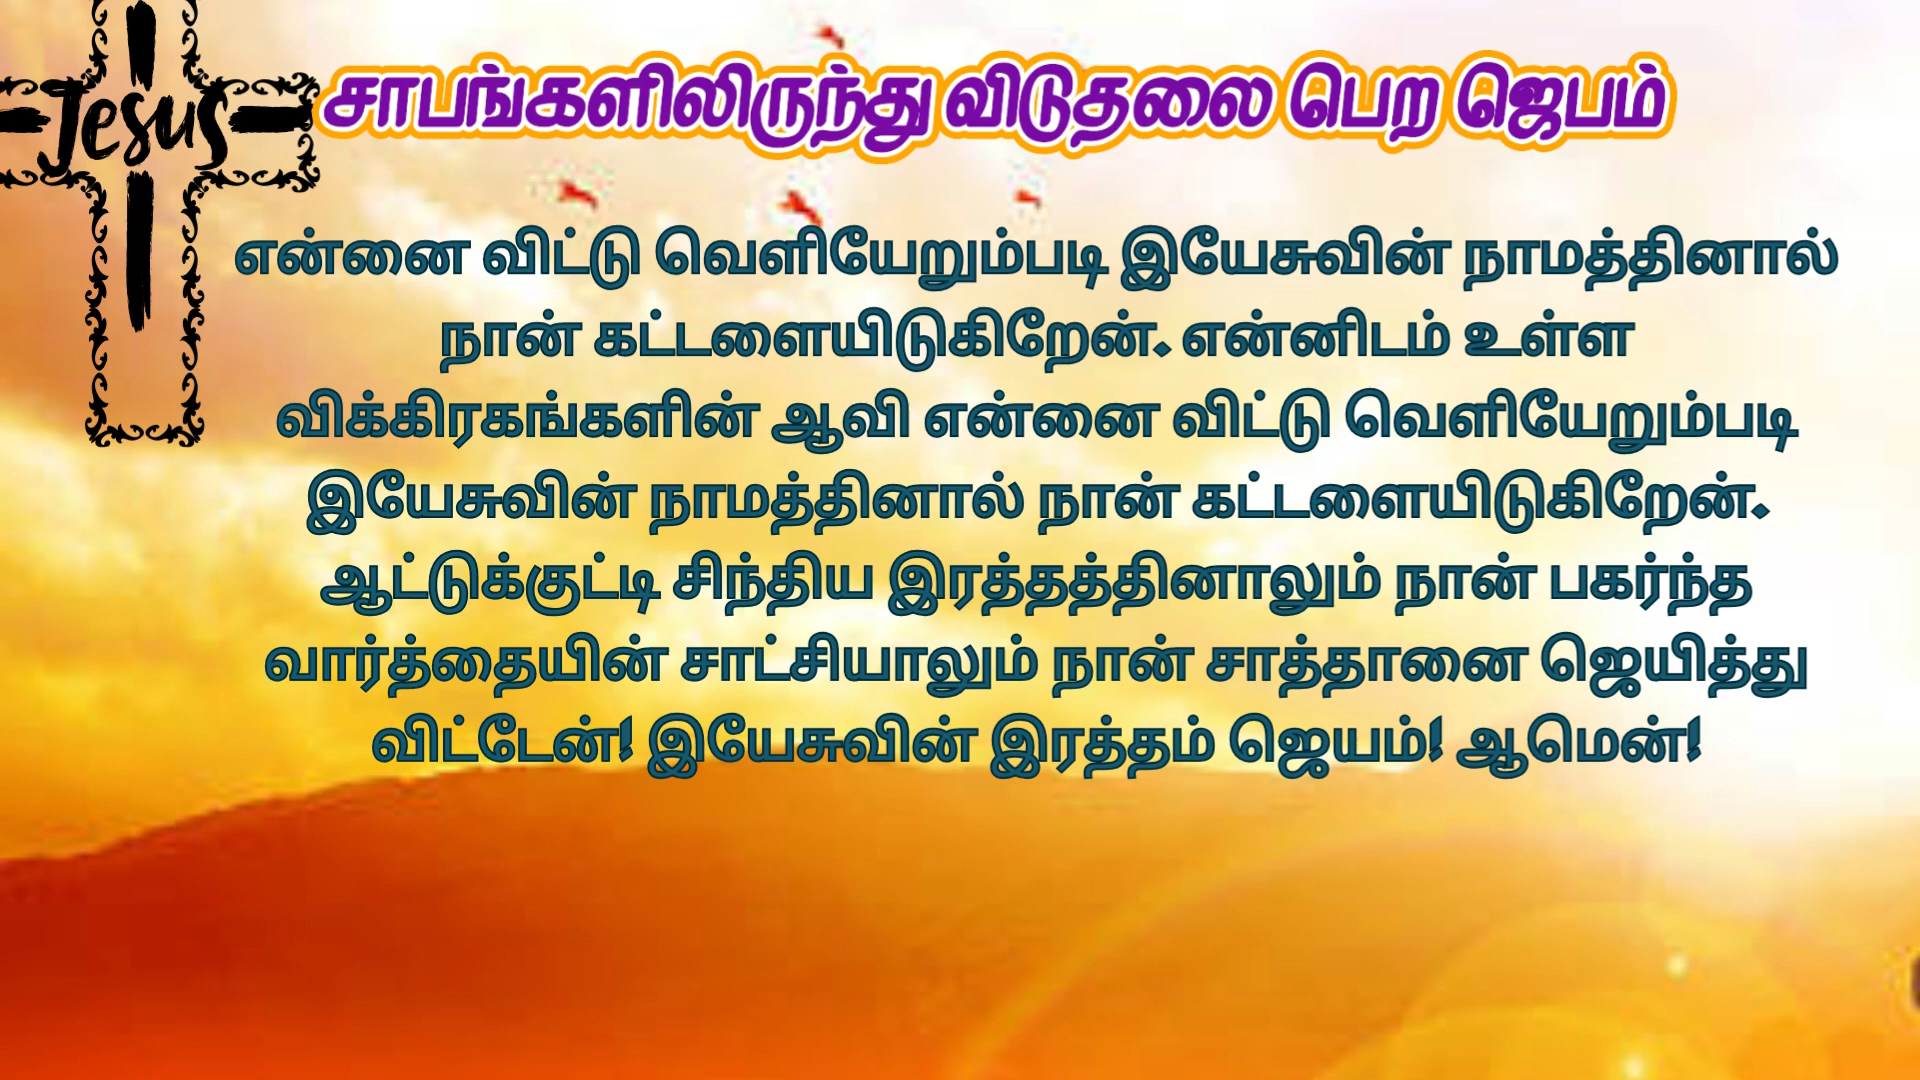 Jesus
சாபங்களிலிருந்து விடுதலை பெற ஜெபம்
என்னை விட்டு வெளியேறும்படி இயேசுவின் நாமத்தினால்
நான் கட்டளையிடுகிறேன். என்னிடம் உள்ள
விக்கிரகங்களின் ஆவி என்னை விட்டு வெளியேறும்படி
இயேசுவின் நாமத்தினால் நான் கட்டளையிடுகிறேன்.
ஆட்டுக்குட்டி சிந்திய இரத்தத்தினாலும் நான் பகர்ந்த
வார்த்தையின் சாட்சியாலும் நான் சாத்தானை ஜெயித்து
விட்டேன்! இயேசுவின் இரத்தம் ஜெயம்! ஆமென்!